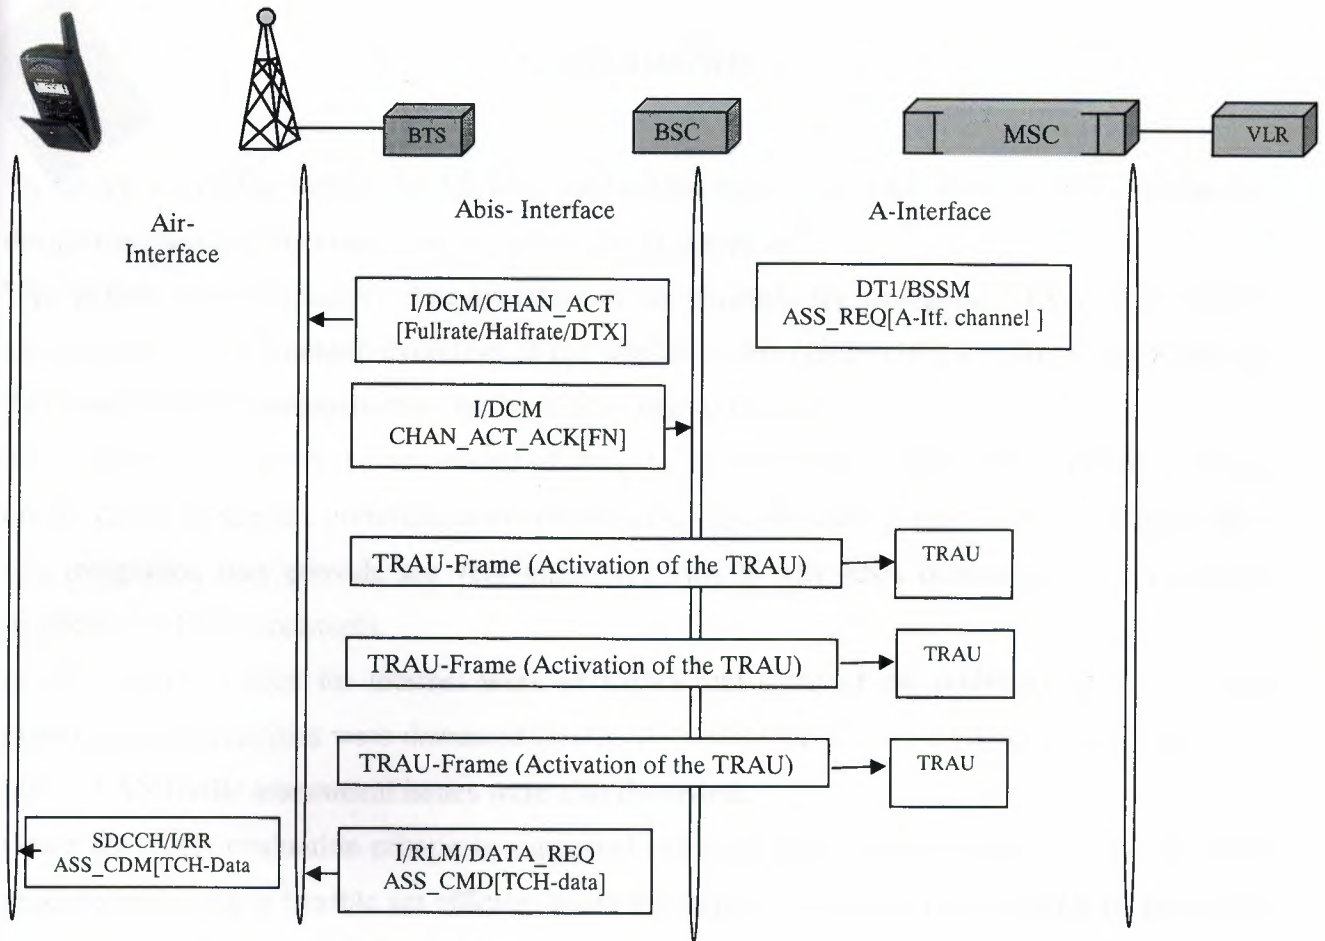 BTS
BSC
MSC
VLR
Air-
Interface
Abis- Interface
A-Interface
I/DCM/CHAN_ACT
[Fullrate/Halfrate/DTX]
DT1/BSSM
ASS_REQ[A-Itf. channel ]
I/DCM
CHAN_ACT_ACK[FN]
TRAU-Frame (Activation of the TRAU)
TRAU
TRAU-Frame (Activation of the TRAU)
TRAU
TRAU-Frame (Activation of the TRAU)
TRAU
SDCCH/I/RR
ASS_CDM[TCH-Data
I/RLM/DATA_REQ
ASS_CMD[TCH-data]